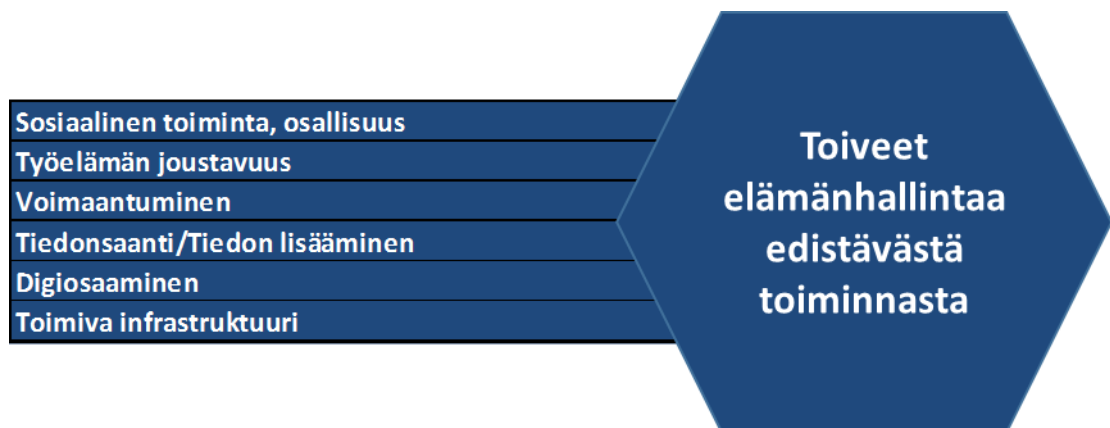 Sosiaalinen toiminta, osallisuus
Työelämän joustavuus
Voimaantuminen
Tiedonsaanti/Tiedon lisääminen
Digiosaaminen
Toimiva infrastruktuuri
Toiveet
elämänhallintaa
edistävästä
toiminnasta